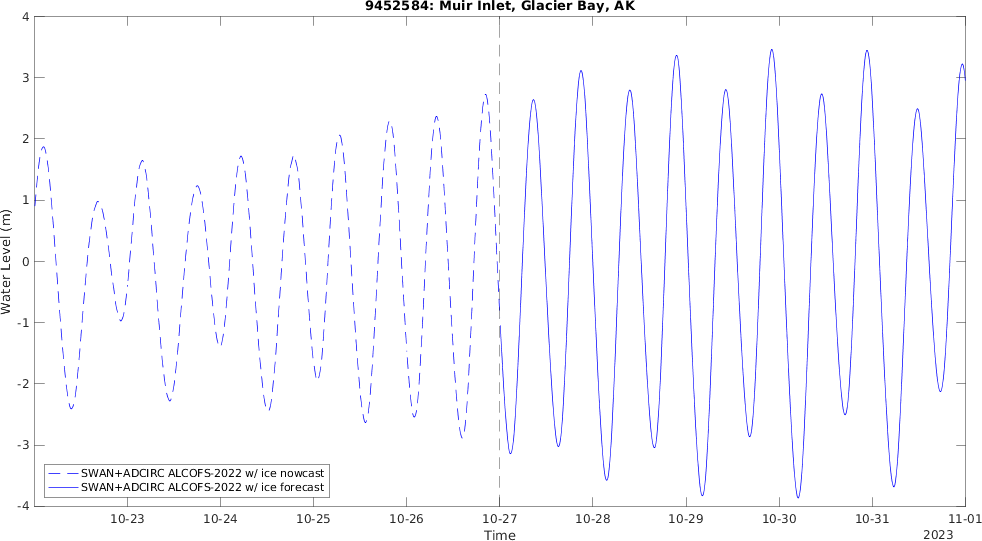 9452584: Muir Inlet, Glacier Bay, AK
4
3
2
1
0
-1
-2
-3
-4
Water Level (m)
SWAN+ADCIRC ALCOFS-2022 w/ ice nowcast
SWAN+ADCIRC ALCOFS-2022 w/ ice forecast
10-23 10-24 10-25 10-26 10-27 10-28 10-29 10-30 10-31 11-01
Time
2023